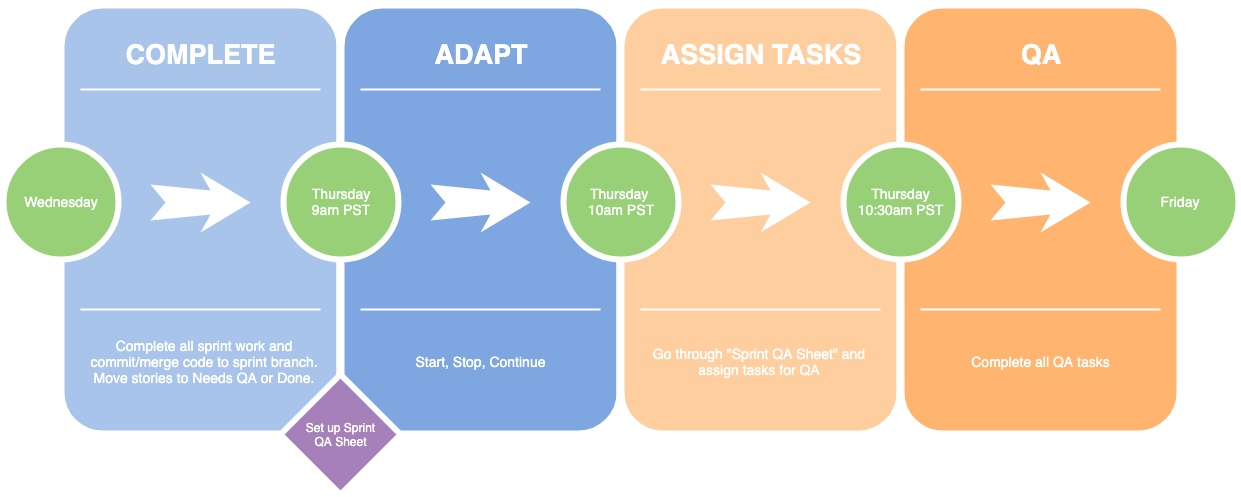 COMPLETE
ADAPT
ASSIGN TASKS
QA
Wednesday
Thursday
9am PST
Thursday
10am PST
Thursday
10:30am PST
Friday
Complete all sprint work and
commit/merge code to sprint branch.
Move stories to Needs QA or Done.
Start, Stop, Continue
Go through "Sprint QA Sheet" and
assign tasks for QA
Complete all QA tasks
Set up Sprint
QA Sheet